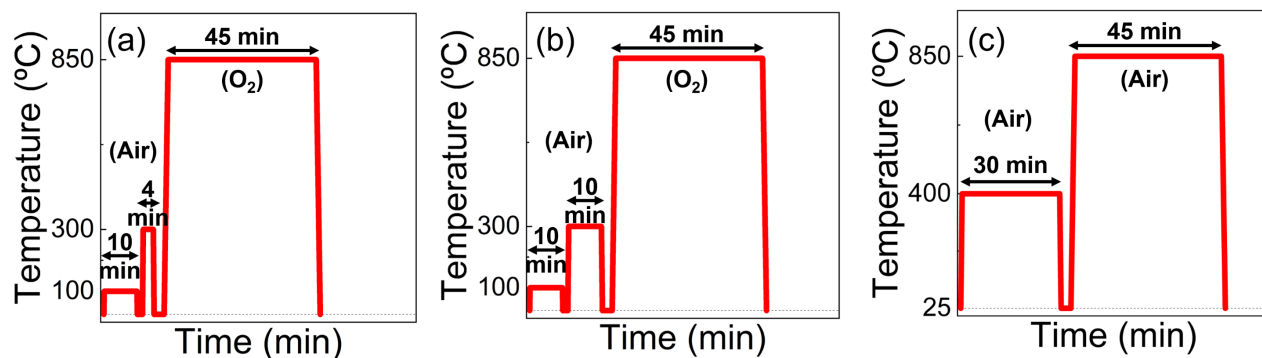 (a)
45 min
850
(O₂)
(Air)
4
min
300
10
min
100
Temperature (ºC)
Time (min)
(b)
45 min
850
(O₂)
(Air)
10
min
300
10
min
100
Temperature (ºC)
Time (min)
(c)
45 min
850
(Air)
(Air)
30 min
400
25
Temperature (ºC)
Time (min)